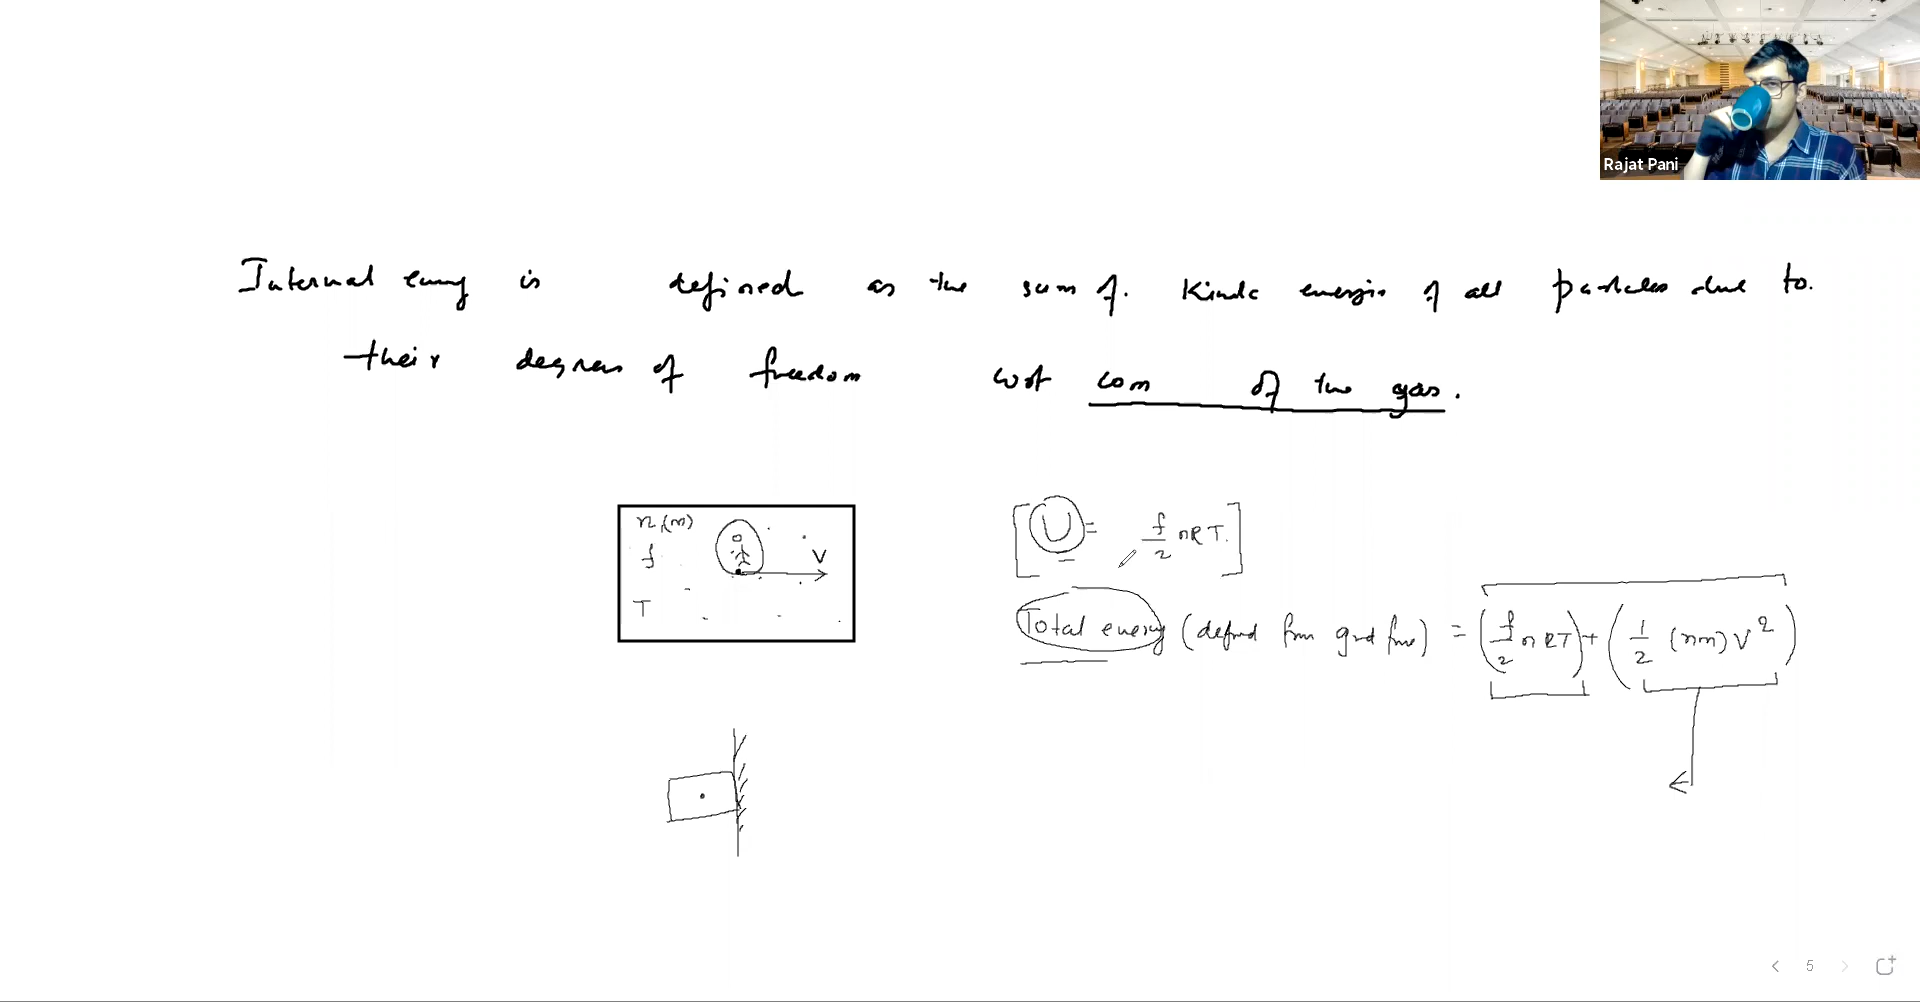 Rajat Pani
Internal energy is defined as the sum of. Kinetic energies of all particles due to.
their degrees of freedom wrt com of the gas.
n,(m)
f
V
T
[U = f/2 nRT.]
Total energy (defined from gnd frame) = (f/2 nRT) + (1/2 (nm) V²)
5